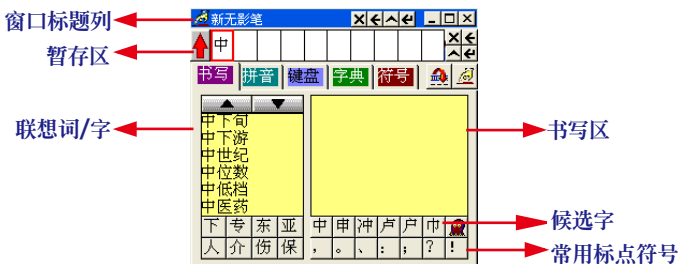 窗口标题列
新无影笔
暂存区
中
书写 拼音 键盘 字典 符号
联想词/字
中下旬
中下游
中世纪
中位数
中低档
中医药
书写区
下 专 东 亚
人 介 伤 保
中 申 冲 卢 户 巾
， 。 、 ： ； ？ ！
候选字
常用标点符号